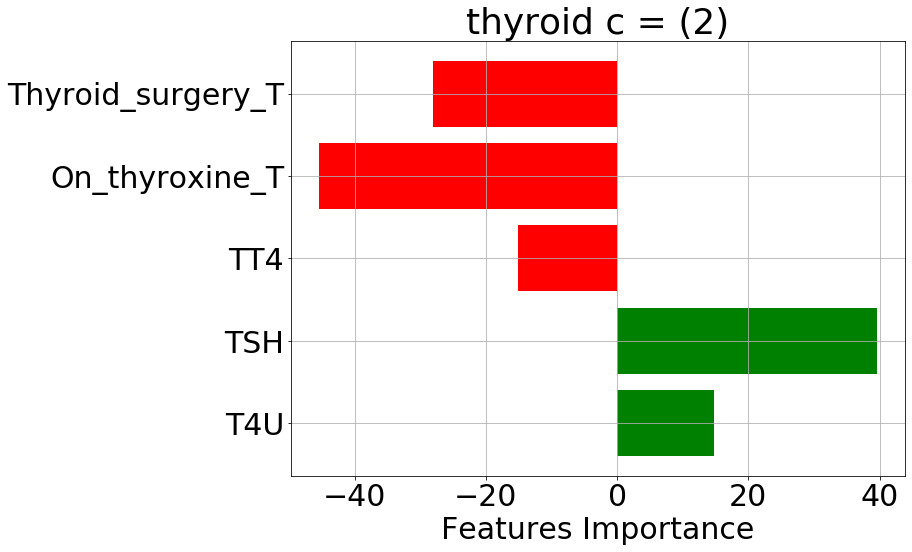 thyroid c = (2)
Thyroid_surgery_T
On_thyroxine_T
TT4
TSH
T4U
−40 −20 0 20 40
Features Importance